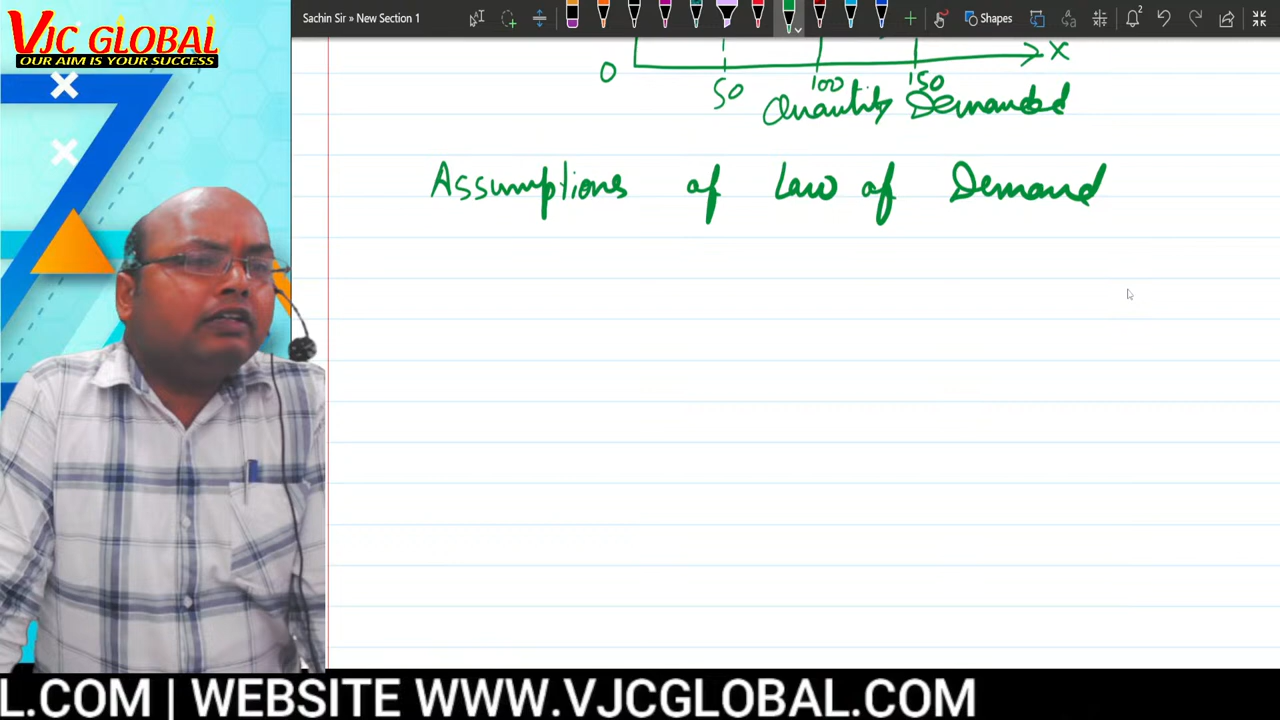 VJC GLOBAL
OUR AIM IS YOUR SUCCESS
Sachin Sir » New Section 1
Shapes
2
0
50
100
150
X
Quantity Demanded
Assumptions of Law of Demand
L.COM | WEBSITE WWW.VJCGLOBAL.COM